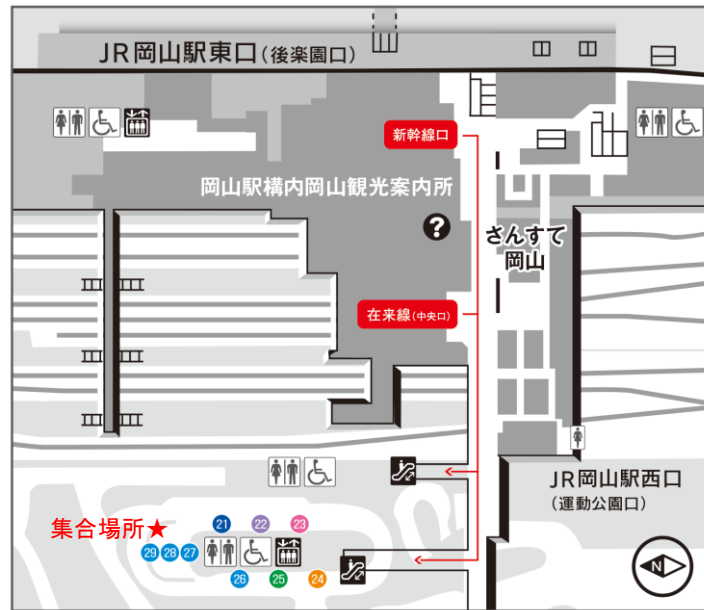 JR岡山駅東口(後楽園口)
新幹線口
岡山駅構内岡山観光案内所
?
さんすて
岡山
在来線(中央口)
JR岡山駅西口
(運動公園口)
集合場所★
21 22 23
29 28 27
26 25 24
N